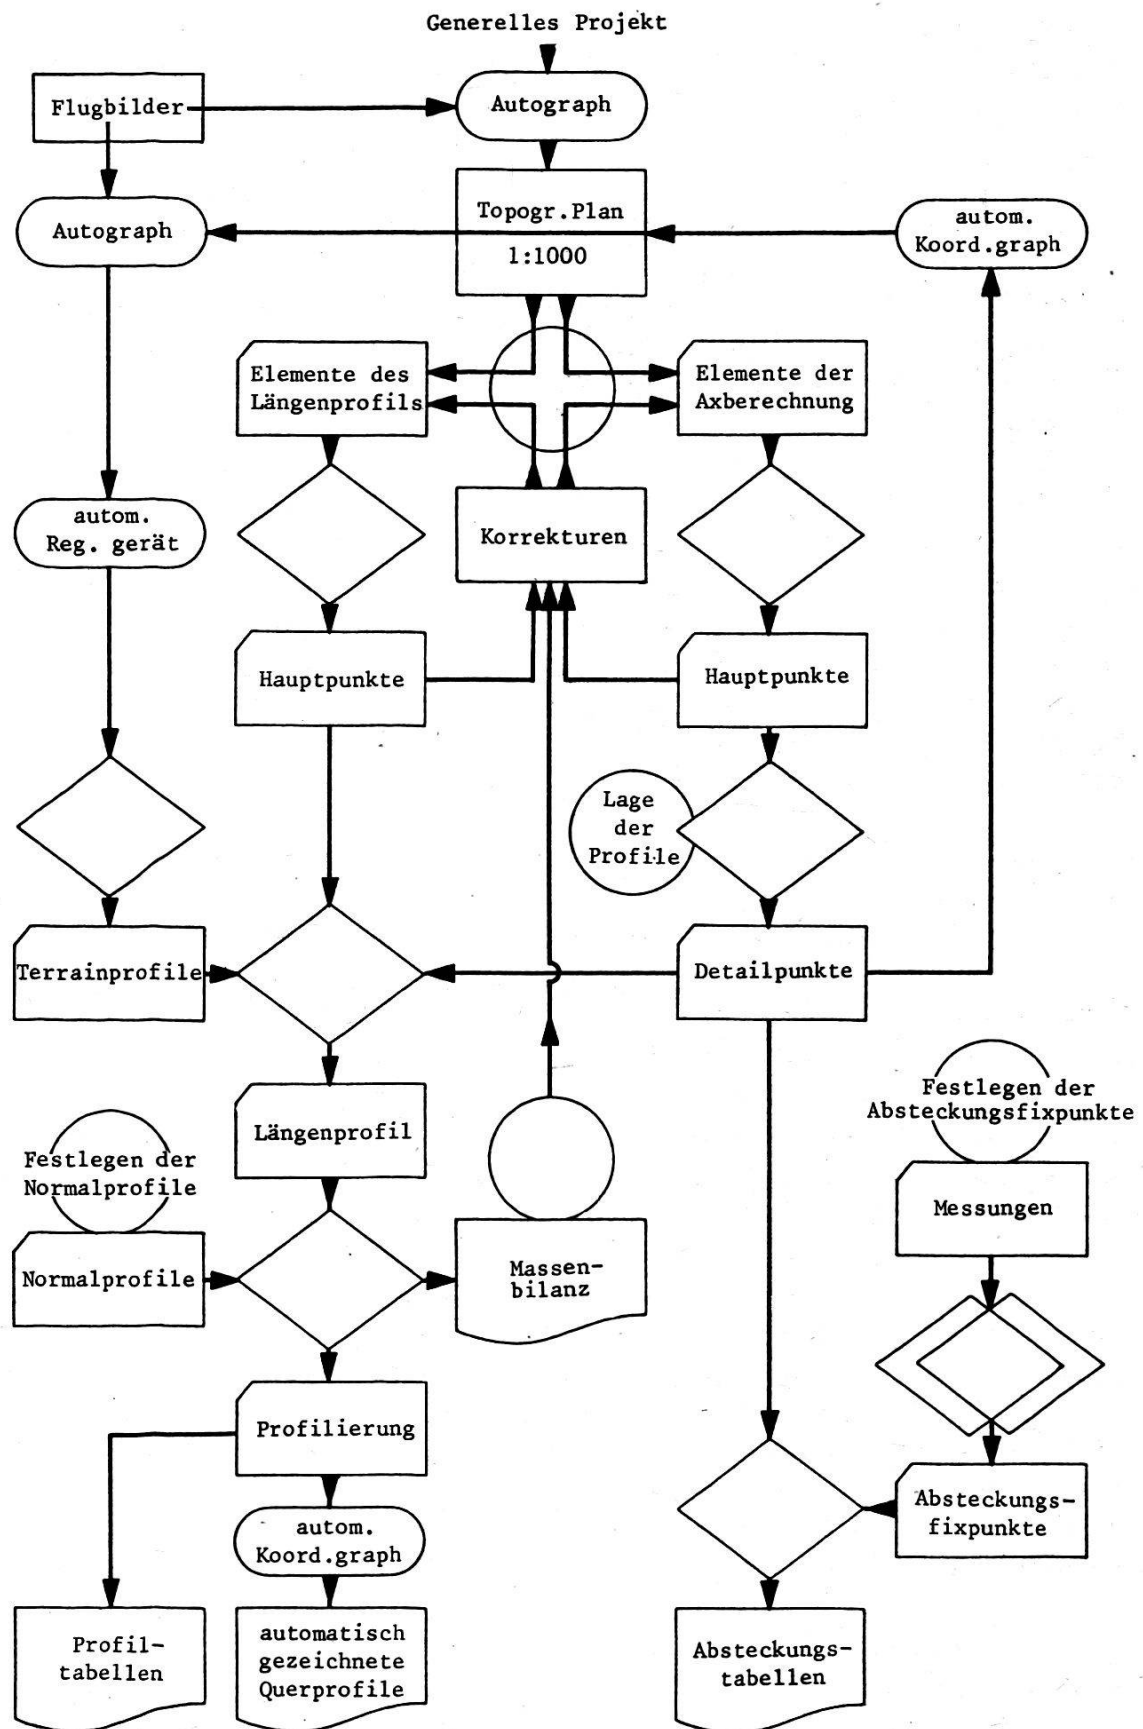 Generelles Projekt
Flugbilder
Autograph
Autograph
Topogr.Plan
1:1000
autom.
Koord.graph
Elemente des
Längenprofils
Elemente der
Axberechnung
autom.
Reg. gerät
Korrekturen
Hauptpunkte
Hauptpunkte
Lage
der
Profile
Terrainprofile
Detailpunkte
Längenprofil
Festlegen der
Absteckungsfixpunkte
Festlegen der
Normalprofile
Messungen
Normalprofile
Massen-
bilanz
Profilierung
autom.
Koord.graph
Absteckungs-
fixpunkte
Profil-
tabellen
automatisch
gezeichnete
Querprofile
Absteckungs-
tabellen